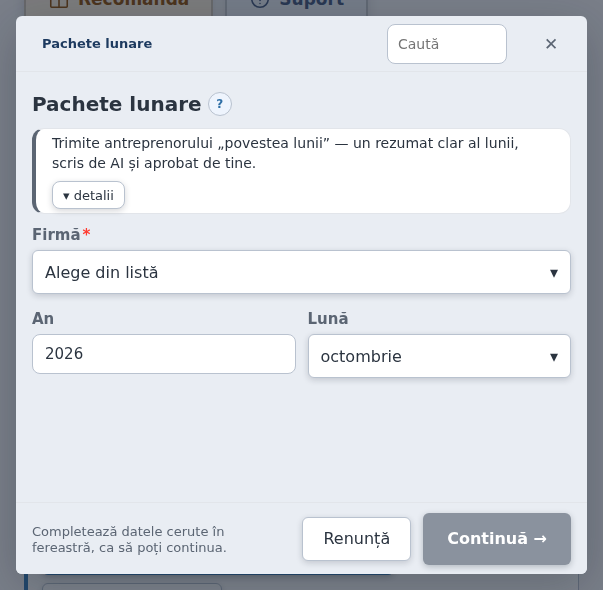 Recomandă
Suport
Pachete lunare
Caută
✕
Pachete lunare ?
Trimite antreprenorului „povestea lunii” — un rezumat clar al lunii,
scris de AI și aprobat de tine.
▾ detalii
Firmă*
Alege din listă ▾
An
Lună
2026
octombrie ▾
Completează datele cerute în
fereastră, ca să poți continua.
Renunță
Continuă →